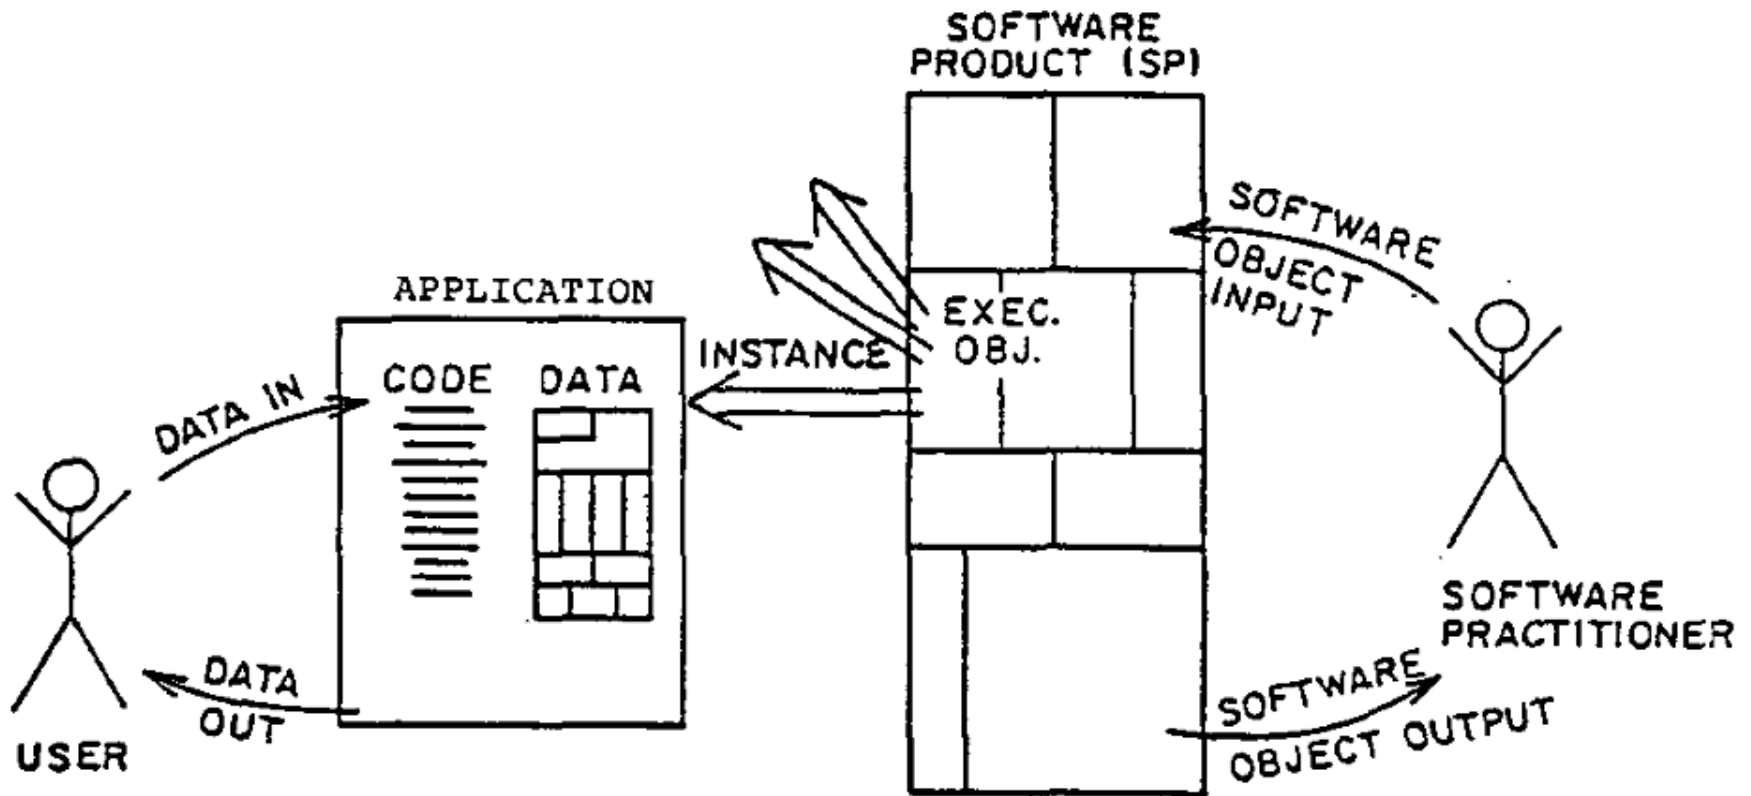 SOFTWARE
PRODUCT (SP)
APPLICATION
CODE DATA
INSTANCE
EXEC.
OBJ.
DATA IN
DATA
OUT
USER
SOFTWARE
OBJECT
INPUT
SOFTWARE
PRACTITIONER
SOFTWARE
OBJECT OUTPUT